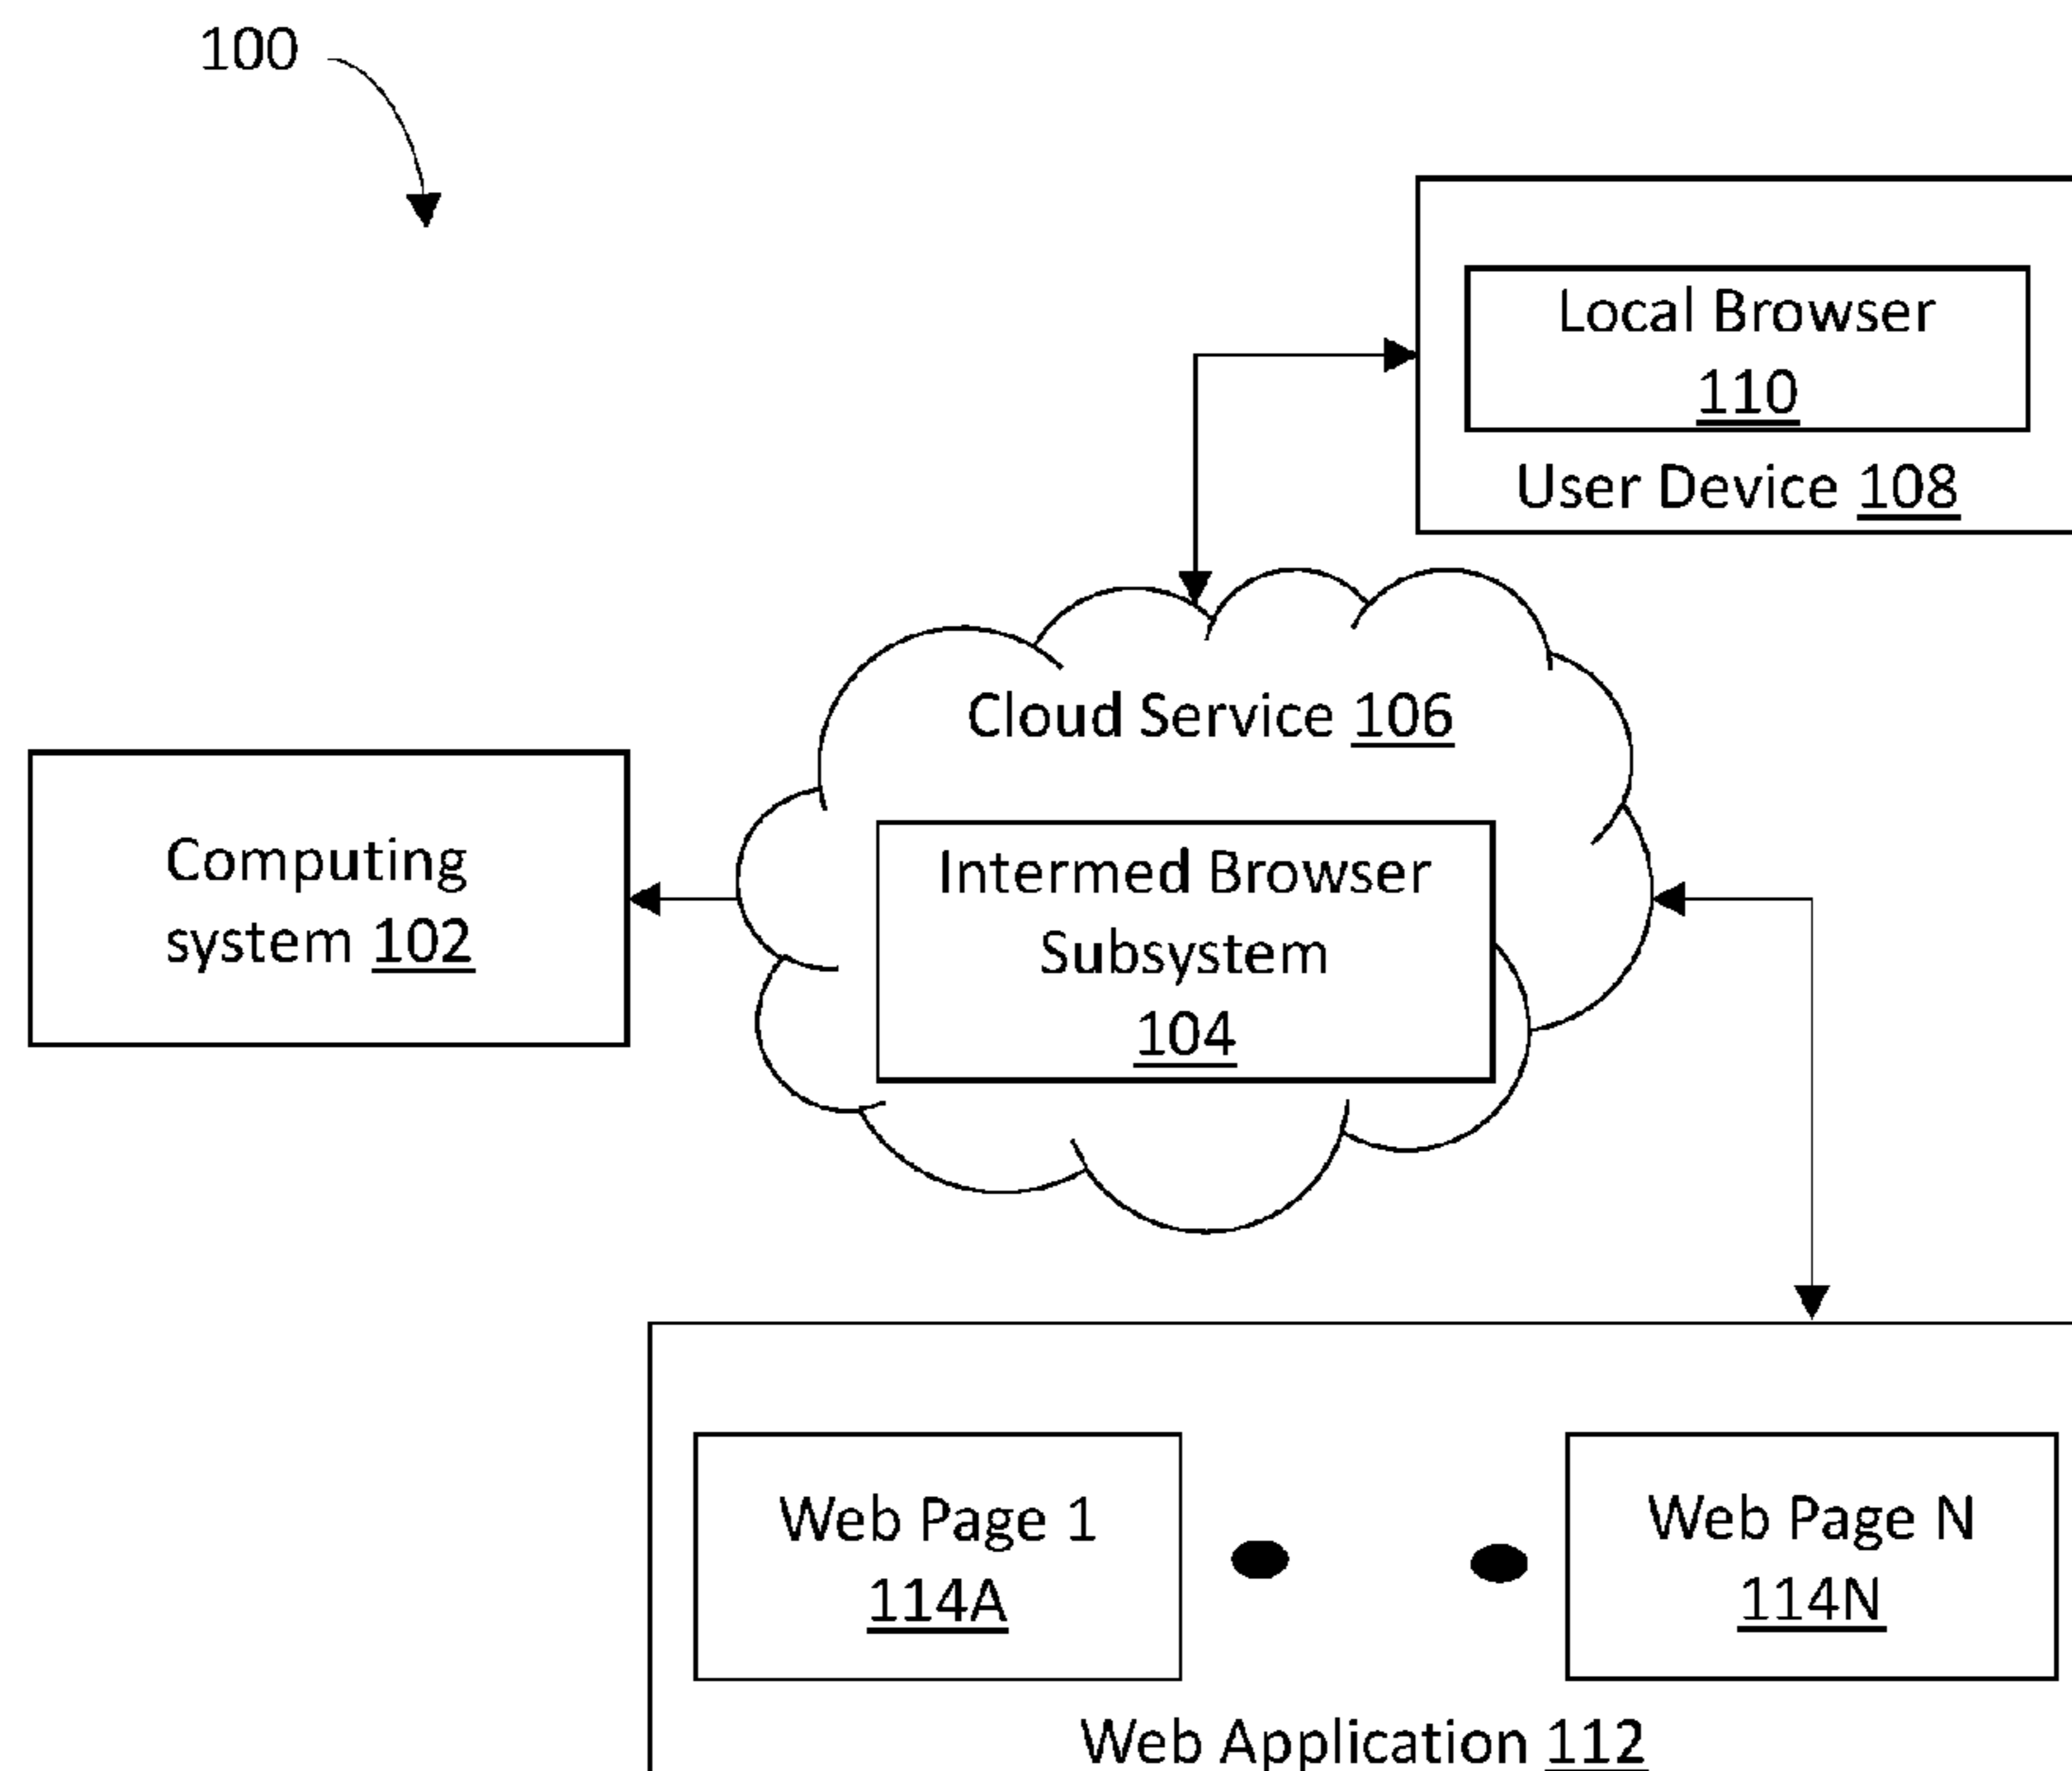 100
Local Browser
110
User Device 108
Cloud Service 106
Computing
system 102
Intermed Browser
Subsystem
104
Web Page 1
114A
Web Page N
114N
Web Application 112